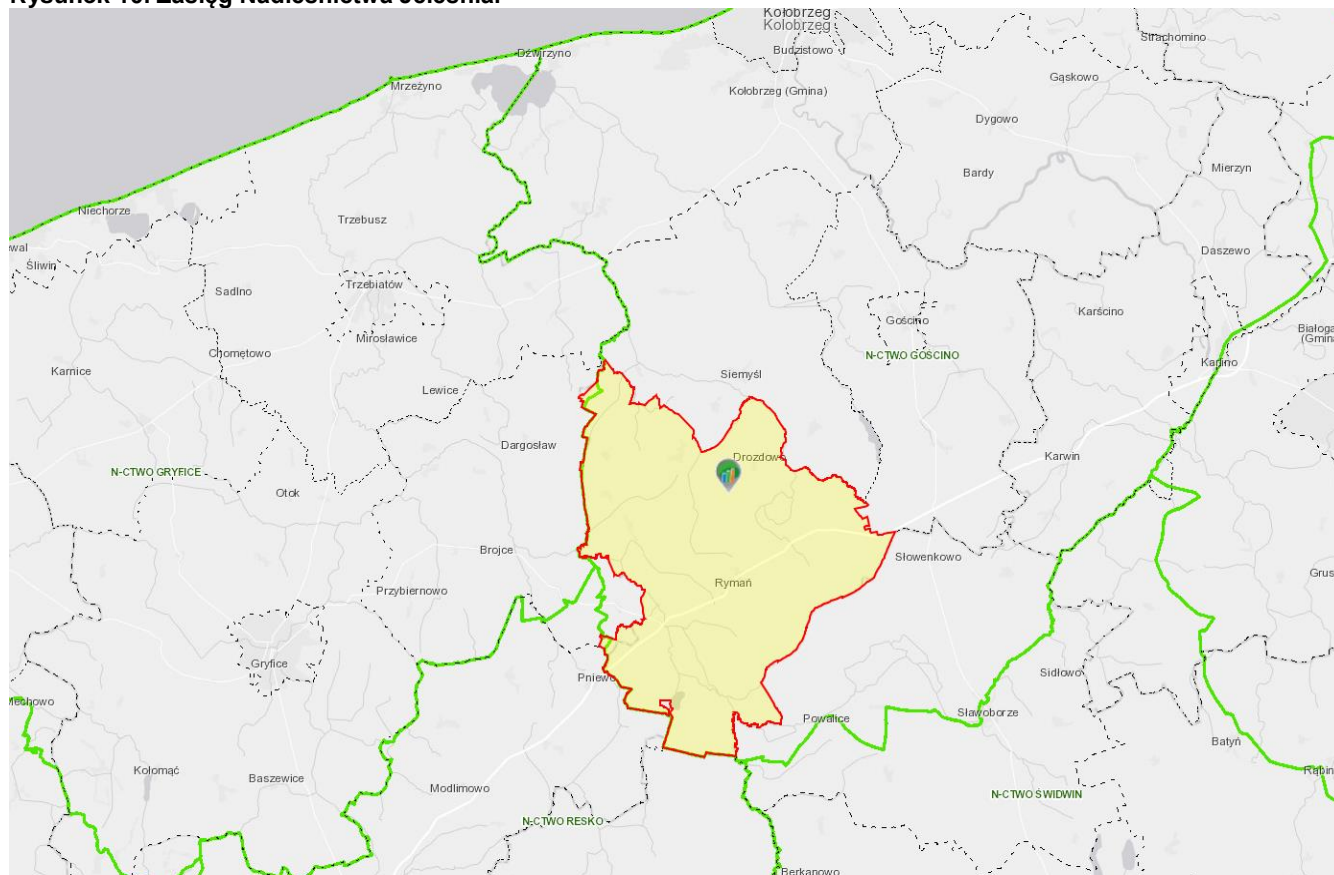 Kołobrzeg
Kołobrzeg
Strachomino
Dźwirzyno
Budzistowo
Gąskowo
Mrzeżyno
Kołobrzeg (Gmina)
Dygowo
Mierzyn
Bardy
Niechorze
Trzebusz
Daszewo
Śliwin
Sadlno
Trzebiatów
Karścino
Gościno
Mirosławice
Chomętowo
N-CTWO GOŚCINO
Karlino
Karnice
Siemyśl
Lewice
Dargosław
Drozdowo
Karwin
N-CTWO GRYFICE
Otok
Brojce
Słowenkowo
Rymań
Przybiernowo
Gryfice
Sidłowo
Pniewo
Mechowo
Powalice
Sławoborze
Batyń
Kołomąć
Baszewice
Modlimowo
N-CTWO ŚWIDWIN
N-CTWO RESKO
Berkanowo